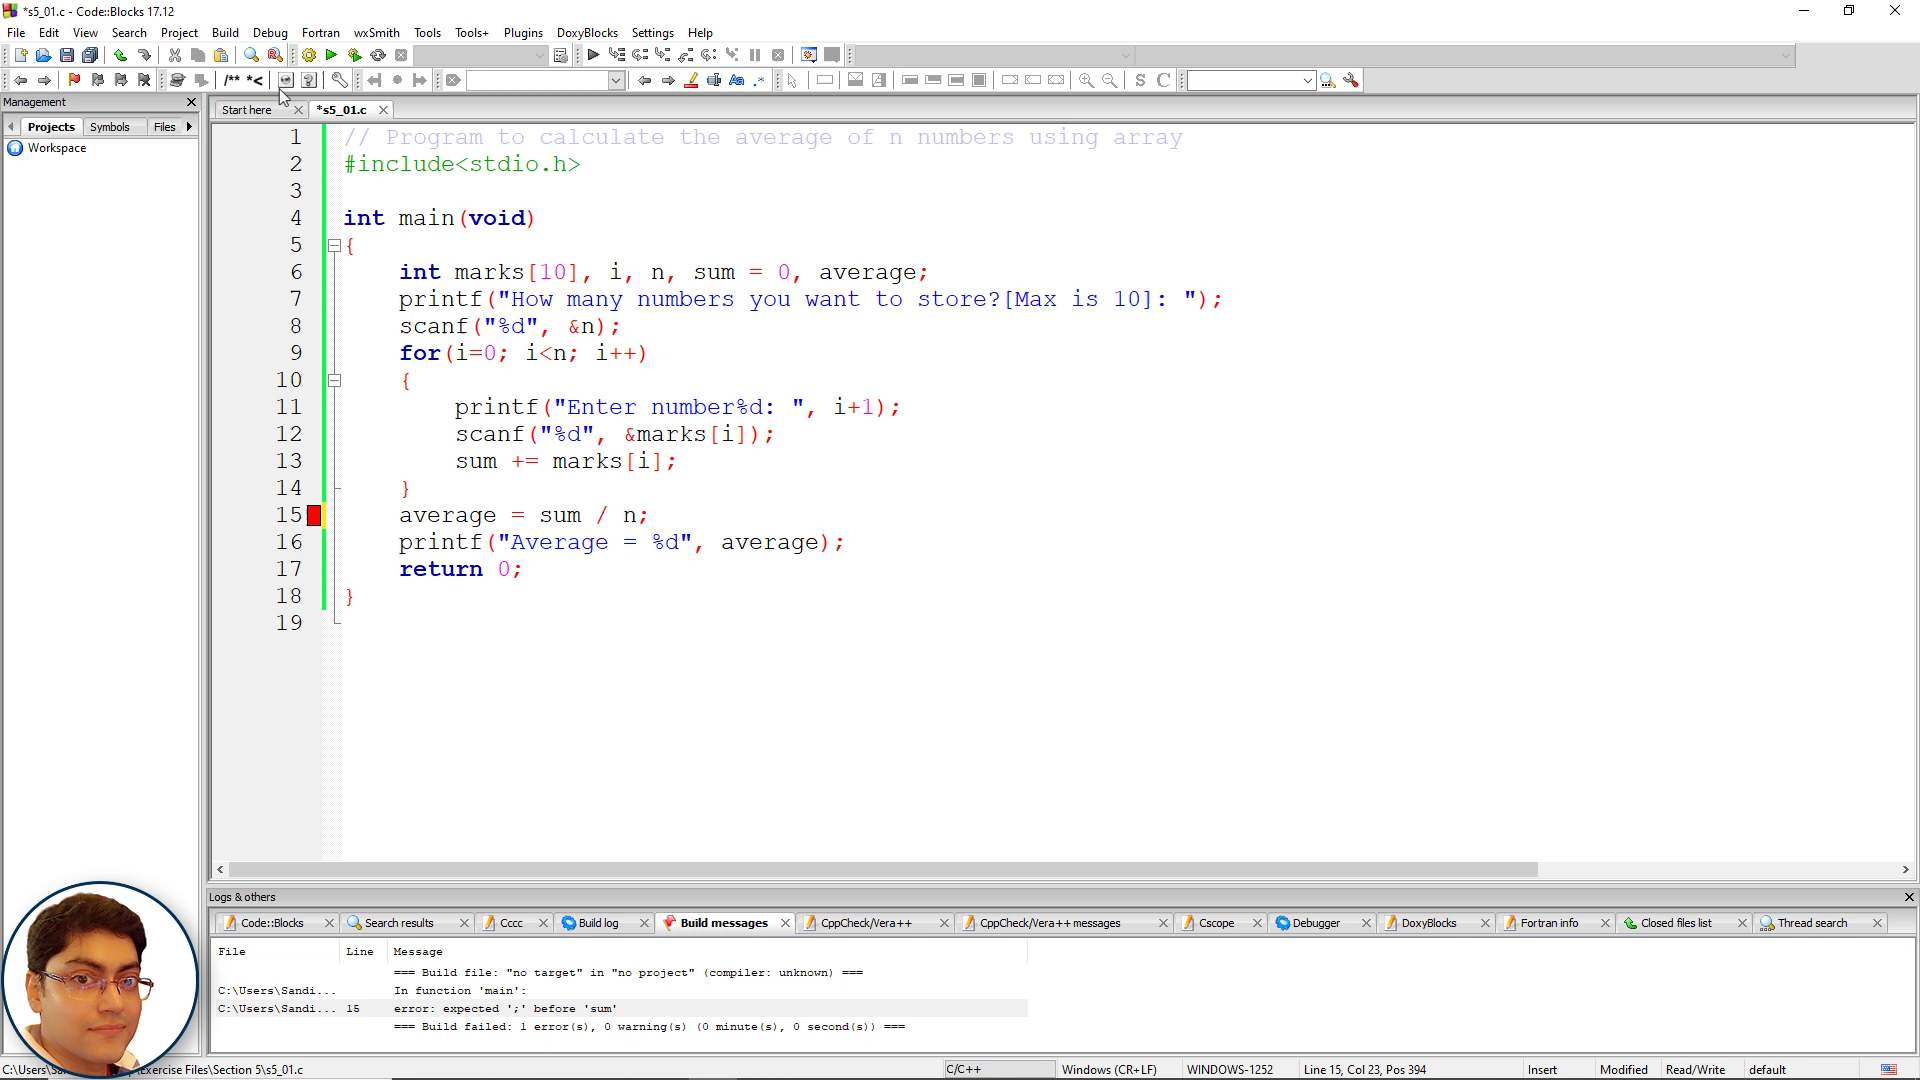 *s5_01.c - Code::Blocks 17.12
File Edit View Search Project Build Debug Fortran wxSmith Tools Tools+ Plugins DoxyBlocks Settings Help
/** *<
S C
Management
Start here *s5_01.c
Projects Symbols Files
Workspace
1 // Program to calculate the average of n numbers using array
2 #include<stdio.h>
3
4 int main(void)
5 {
6 int marks[10], i, n, sum = 0, average;
7 printf("How many numbers you want to store?[Max is 10]: ");
8 scanf("%d", &n);
9 for(i=0; i<n; i++)
10 {
11 printf("Enter number%d: ", i+1);
12 scanf("%d", &marks[i]);
13 sum += marks[i];
14 }
15 average = sum / n;
16 printf("Average = %d", average);
17 return 0;
18 }
19
Logs & others
Code::Blocks Search results Cccc Build log Build messages CppCheck/Vera++ CppCheck/Vera++ messages Cscope Debugger DoxyBlocks Fortran info Closed files list Thread search
File Line Message
=== Build file: "no target" in "no project" (compiler: unknown) ===
C:\Users\Sandi... In function 'main':
C:\Users\Sandi... 15 error: expected ';' before 'sum'
=== Build failed: 1 error(s), 0 warning(s) (0 minute(s), 0 second(s)) ===
C:\Users\ Exercise Files\Section 5\s5_01.c C/C++ Windows (CR+LF) WINDOWS-1252 Line 15, Col 23, Pos 394 Insert Modified Read/Write default